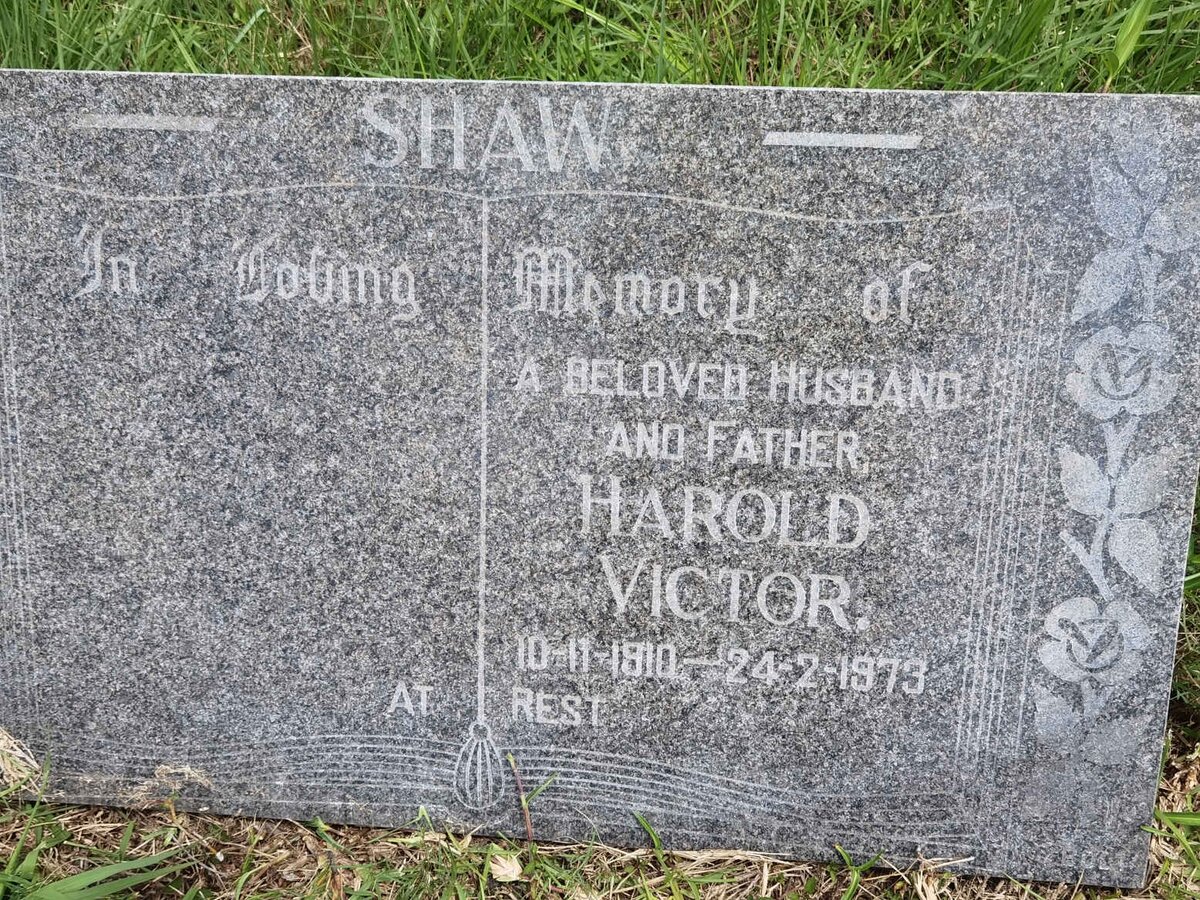 SHAW
In Loving Memory of
A BELOVED HUSBAND
AND FATHER,
HAROLD
VICTOR.
10-11-1910.—24-2-1973
AT REST